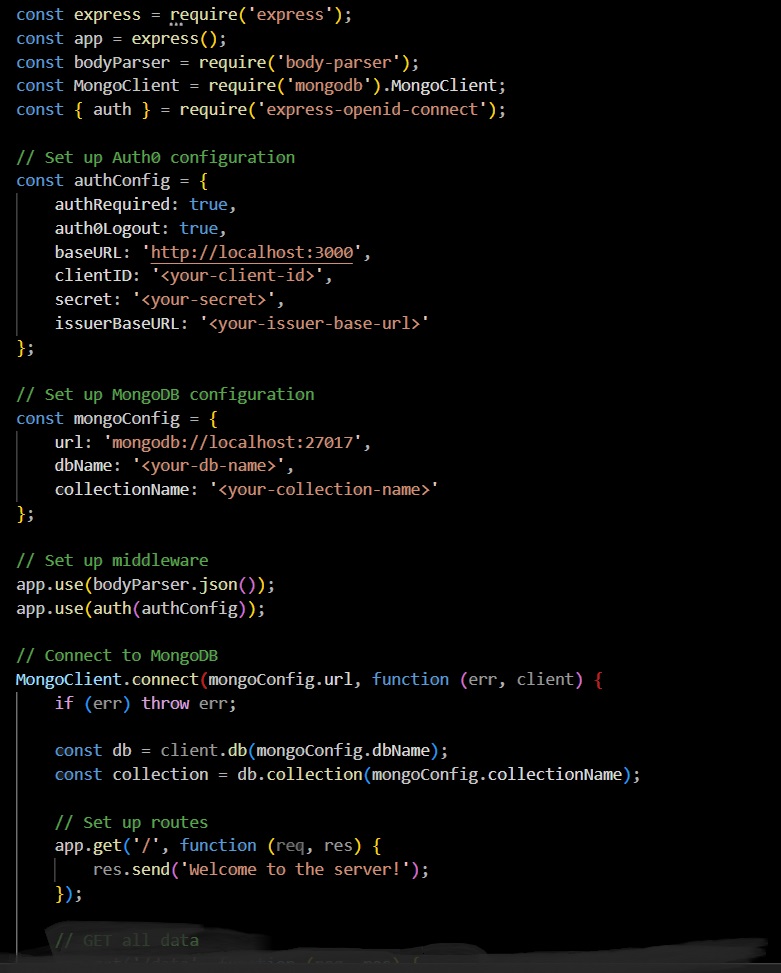 const express = require('express');
const app = express();
const bodyParser = require('body-parser');
const MongoClient = require('mongodb').MongoClient;
const { auth } = require('express-openid-connect');
// Set up Auth0 configuration
const authConfig = {
    authRequired: true,
    auth0Logout: true,
    baseURL: 'http://localhost:3000',
    clientID: '<your-client-id>',
    secret: '<your-secret>',
    issuerBaseURL: '<your-issuer-base-url>'
};
// Set up MongoDB configuration
const mongoConfig = {
    url: 'mongodb://localhost:27017',
    dbName: '<your-db-name>',
    collectionName: '<your-collection-name>'
};
// Set up middleware
app.use(bodyParser.json());
app.use(auth(authConfig));
// Connect to MongoDB
MongoClient.connect(mongoConfig.url, function (err, client) {
    if (err) throw err;
    const db = client.db(mongoConfig.dbName);
    const collection = db.collection(mongoConfig.collectionName);
    // Set up routes
    app.get('/', function (req, res) {
        res.send('Welcome to the server!');
    });
    // GET all data